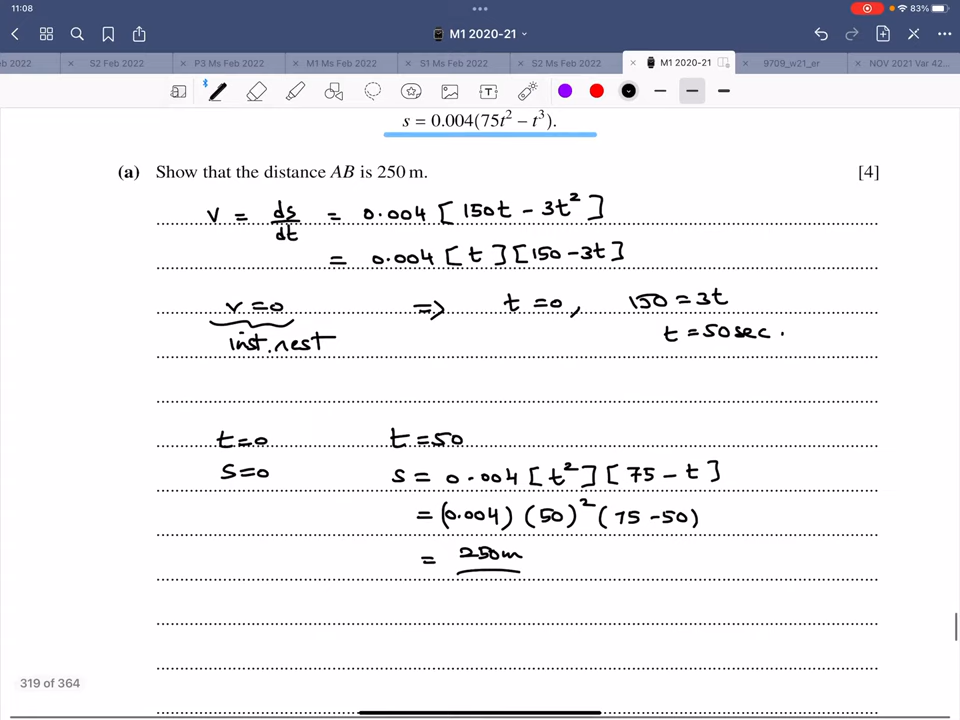 11:08
83%
M1 2020-21
b 2022
S2 Feb 2022
P3 Ms Feb 2022
M1 Ms Feb 2022
S1 Ms Feb 2022
S2 Ms Feb 2022
M1 2020-21
9709_w21_er
NOV 2021 Var 42...
s = 0.004(75t² − t³).
(a) Show that the distance AB is 250 m. [4]
v = ds/dt = 0.004 [150t − 3t²]
= 0.004 [t][150 − 3t]
v = 0 ⇒ t = 0, 150 = 3t
inst. rest t = 50 sec.
t = 0 t = 50
s = 0 s = 0.004 [t²][75 − t]
= (0.004) (50)² (75 − 50)
= 250m
319 of 364